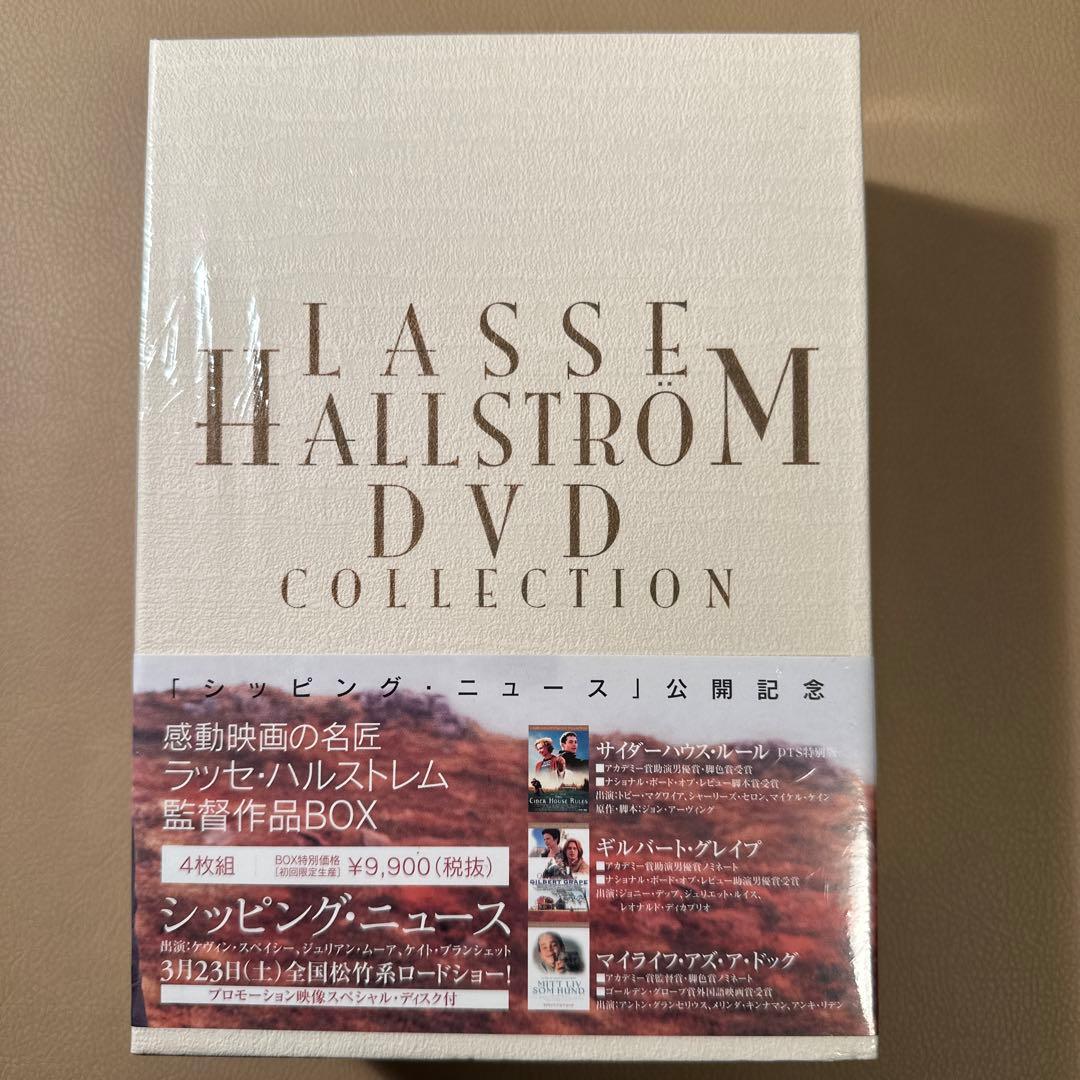 LASSE
HALLSTRÖM
DVD
COLLECTION
「シッピング・ニュース」公開記念
感動映画の名匠
ラッセ・ハルストレム
監督作品BOX
4枚組
BOX特別価格
[初回限定生産]
¥9,900(税抜)
シッピング・ニュース
出演:ケヴィン・スペイシー、ジュリアン・ムーア、ケイト・ブランシェット
3月23日(土)全国松竹系ロードショー!
プロモーション映像スペシャル・ディスク付
CIDER HOUSE RULES
サイダーハウス・ルール DTS特別版
■アカデミー賞助演男優賞・脚色賞受賞
■ナショナル・ボード・オブ・レビュー脚本賞受賞
出演:トビー・マグワイア、シャーリーズ・セロン、マイケル・ケイン
原作・脚本:ジョン・アーヴィング
GILBERT GRAPE
ギルバート・グレイプ
■アカデミー賞助演男優賞ノミネート
■ナショナル・ボード・オブ・レビュー助演男優賞受賞
出演:ジョニー・デップ、ジュリエット・ルイス、
レオナルド・ディカプリオ
MITT LIV
SOM HUND
マイライフ・アズ・ア・ドッグ
■アカデミー賞監督賞・脚色賞ノミネート
■ゴールデン・グローブ賞外国語映画賞受賞
出演:アントン・グランセリウス、メリンダ・キンナマン、アンキ・リデン